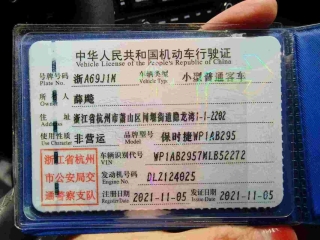 中华人民共和国机动车行驶证
Vehicle License of the People's Republic of China
号牌号码 浙A69J1N 车辆类型 小型普通客车
Plate No. Vehicle Type
所有人 薛飚
Owner
住址 浙江省杭州市萧山区闻堰街道隐龙湾1-1-2202
Address
使用性质 非营运 品牌型号 保时捷WP1AB295
Use Character Model
浙江省杭州
市公安局交
通警察支队
车辆识别代号 WP1AB2957MLB52272
VIN
发动机号码 DLZ124025
Engine No.
注册日期 2021-11-05 发证日期 2021-11-05
Register Date Issue Date